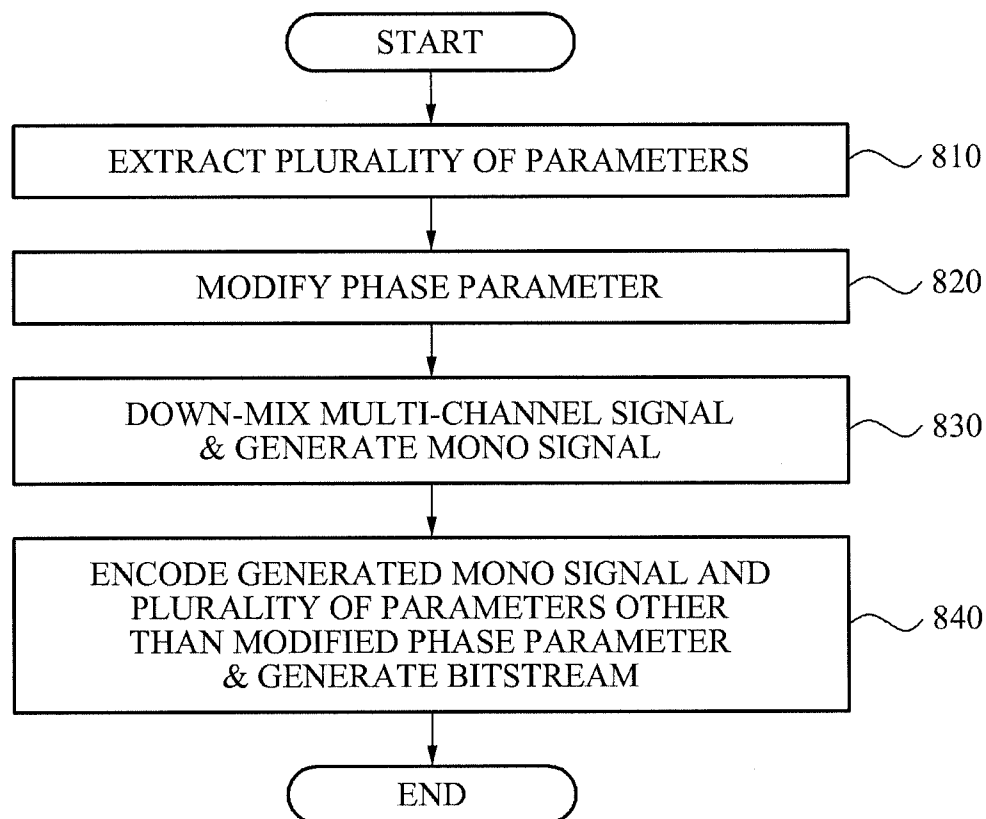 START
EXTRACT PLURALITY OF PARAMETERS
810
MODIFY PHASE PARAMETER
820
DOWN-MIX MULTI-CHANNEL SIGNAL
& GENERATE MONO SIGNAL
830
ENCODE GENERATED MONO SIGNAL AND
PLURALITY OF PARAMETERS OTHER
THAN MODIFIED PHASE PARAMETER
& GENERATE BITSTREAM
840
END